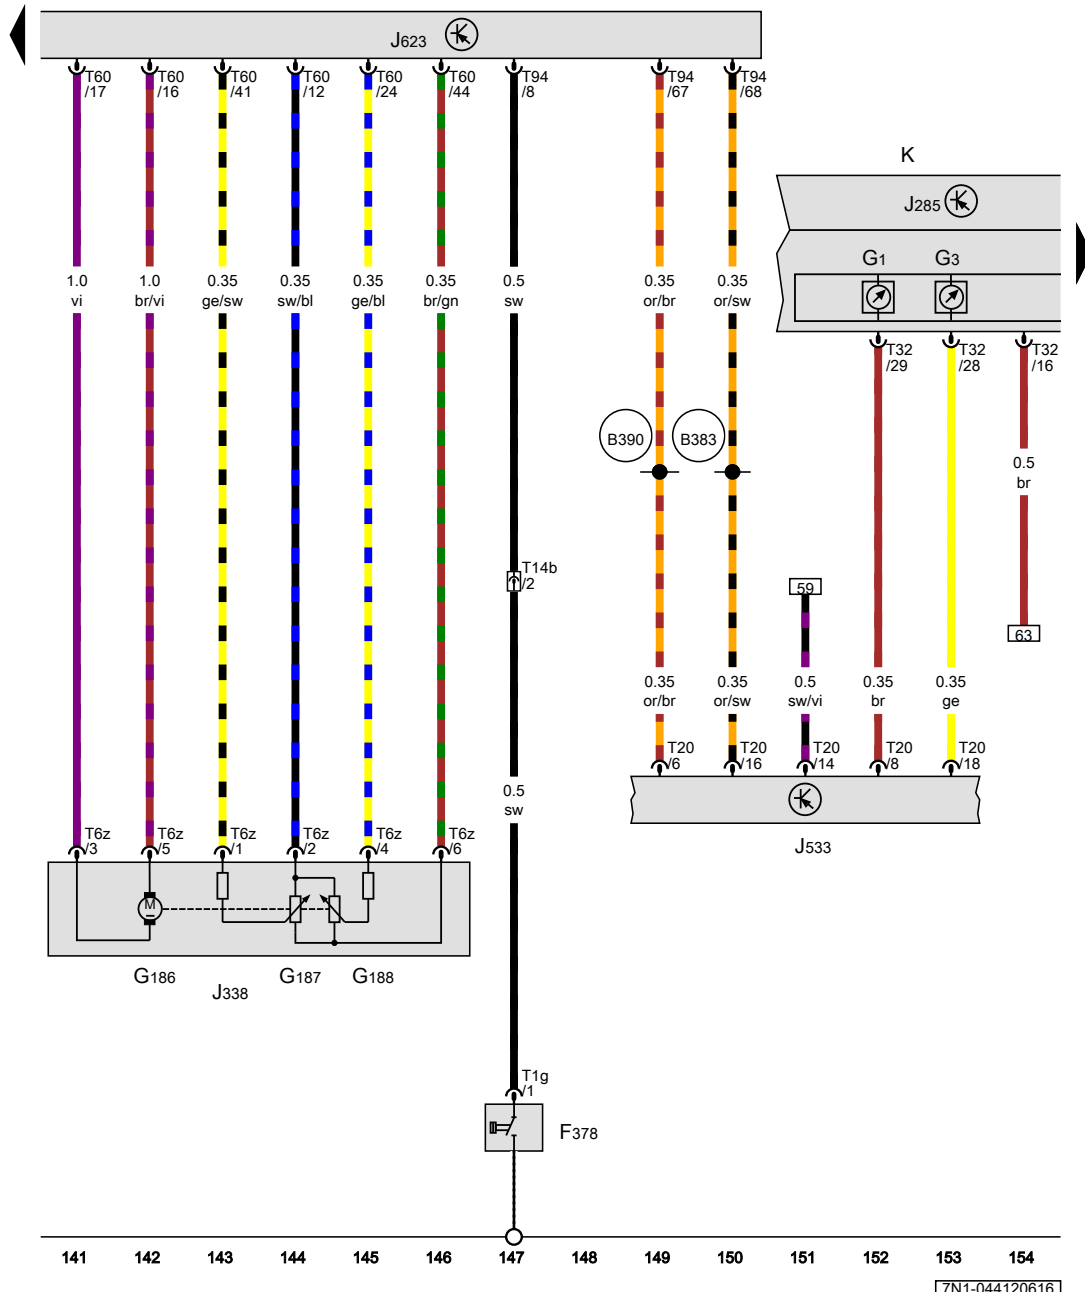 J623
T60 T60 T60 T60 T60 T60 T94 T94 T94
/17 /16 /41 /12 /24 /44 /8 /67 /68
K
J285
G1 G3
1.0 1.0 0.35 0.35 0.35 0.35 0.5 0.35 0.35
vi br/vi ge/sw sw/bl ge/bl br/gn sw or/br or/sw
T32 T32 T32
/29 /28 /16
B390 B383
0.5
br
T14b
/2
59
63
0.35 0.35 0.5 0.35 0.35
or/br or/sw sw/vi br ge
T20 T20 T20 T20 T20
/6 /16 /14 /8 /18
0.5
sw
J533
T6z T6z T6z T6z T6z T6z
/3 /5 /1 /2 /4 /6
M
G186 G187 G188
J338
T1g
/1
F378
141 142 143 144 145 146 147 148 149 150 151 152 153 154
7N1-044120616